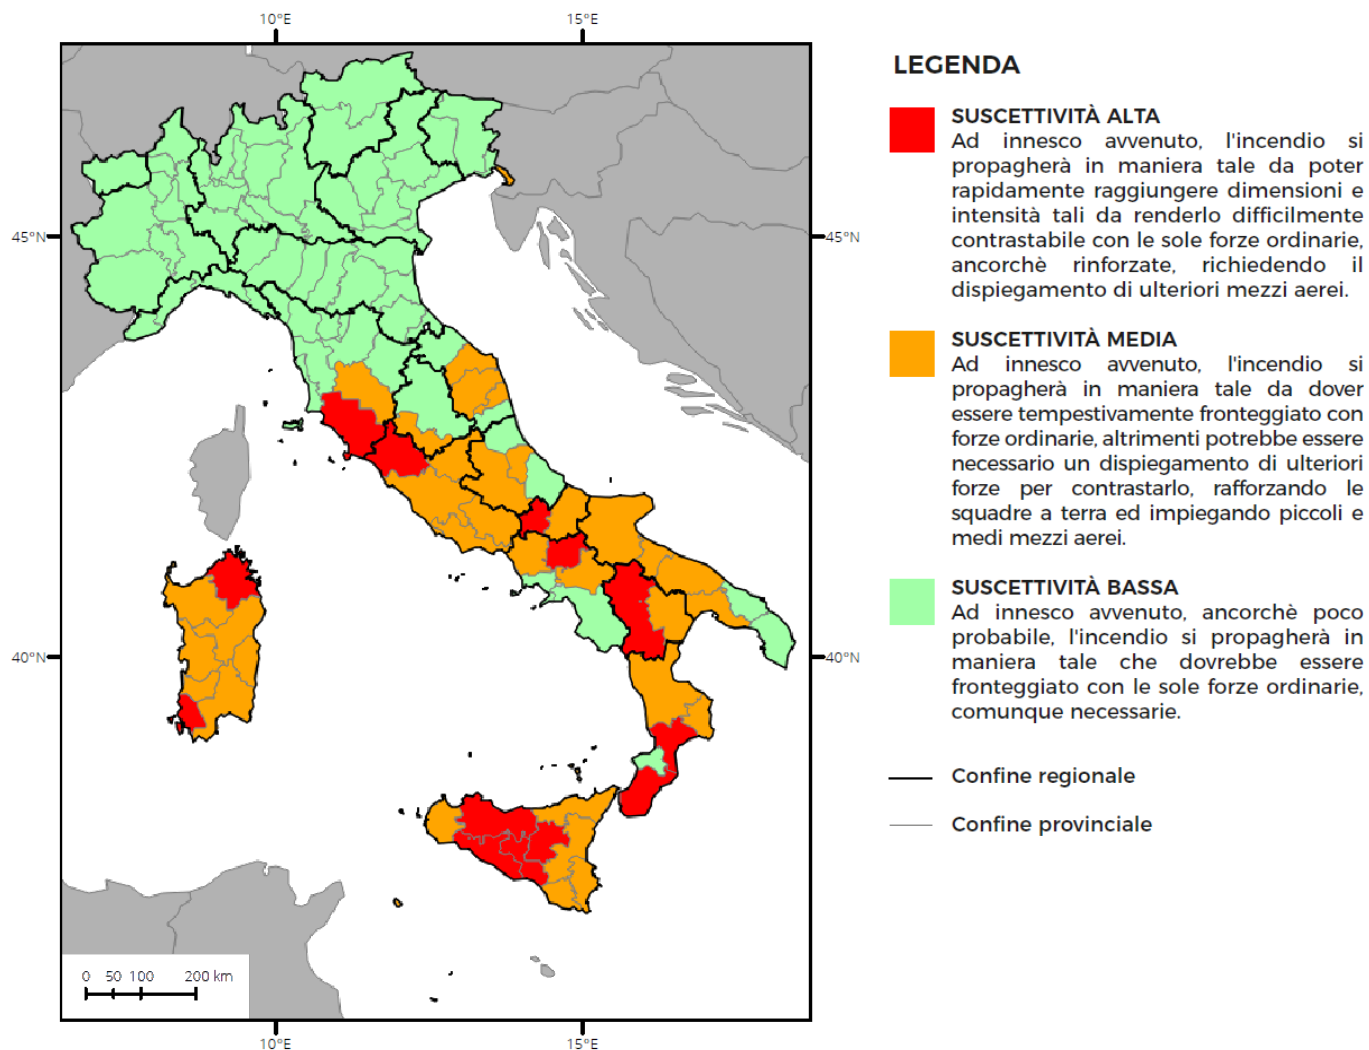 10°E 15°E
45°N 45°N
40°N 40°N
0 50 100 200 km
10°E 15°E
LEGENDA
SUSCETTIVITÀ ALTA
Ad innesco avvenuto, l'incendio si
propagherà in maniera tale da poter
rapidamente raggiungere dimensioni e
intensità tali da renderlo difficilmente
contrastabile con le sole forze ordinarie,
ancorchè rinforzate, richiedendo il
dispiegamento di ulteriori mezzi aerei.
SUSCETTIVITÀ MEDIA
Ad innesco avvenuto, l'incendio si
propagherà in maniera tale da dover
essere tempestivamente fronteggiato con
forze ordinarie, altrimenti potrebbe essere
necessario un dispiegamento di ulteriori
forze per contrastarlo, rafforzando le
squadre a terra ed impiegando piccoli e
medi mezzi aerei.
SUSCETTIVITÀ BASSA
Ad innesco avvenuto, ancorchè poco
probabile, l'incendio si propagherà in
maniera tale che dovrebbe essere
fronteggiato con le sole forze ordinarie,
comunque necessarie.
Confine regionale
Confine provinciale